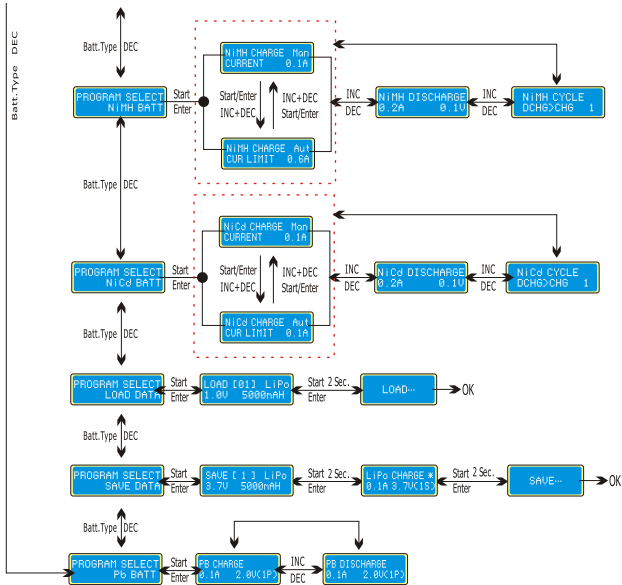 Batt.Type DEC
Batt.Type DEC
NiMH CHARGE Man
CURRENT 0.1A
PROGRAM SELECT
NiMH BATT
Start
Enter
Start/Enter
INC+DEC
INC+DEC
Start/Enter
INC
DEC
NiMH DISCHARGE
0.2A 0.1V
INC
DEC
NiMH CYCLE
DCHG>CHG 1
NiMH CHARGE Aut
CUR LIMIT 0.6A
Batt.Type DEC
NiCd CHARGE Man
CURRENT 0.1A
PROGRAM SELECT
NiCd BATT
Start
Enter
Start/Enter
INC+DEC
INC+DEC
Start/Enter
INC
DEC
NiCd DISCHARGE
0.2A 0.1V
INC
DEC
NiCd CYCLE
DCHG>CHG 1
NiCd CHARGE Aut
CUR LIMIT 0.1A
Batt.Type DEC
PROGRAM SELECT
LOAD DATA
Start
Enter
LOAD [01] LiPo
1.0V 5000mAH
Start 2 Sec.
Enter
LOAD…
OK
Batt.Type DEC
PROGRAM SELECT
SAVE DATA
Start
Enter
SAVE [ 1 ] LiPo
3.7V 5000mAH
Start 2 Sec.
Enter
LiPo CHARGE *
0.1A 3.7V(1S)
Start 2 Sec.
Enter
SAVE…
OK
Batt.Type DEC
PROGRAM SELECT
Pb BATT
Start
Enter
PB CHARGE
0.1A 2.0V(1P)
INC
DEC
PB DISCHARGE
0.1A 2.0V(1P)